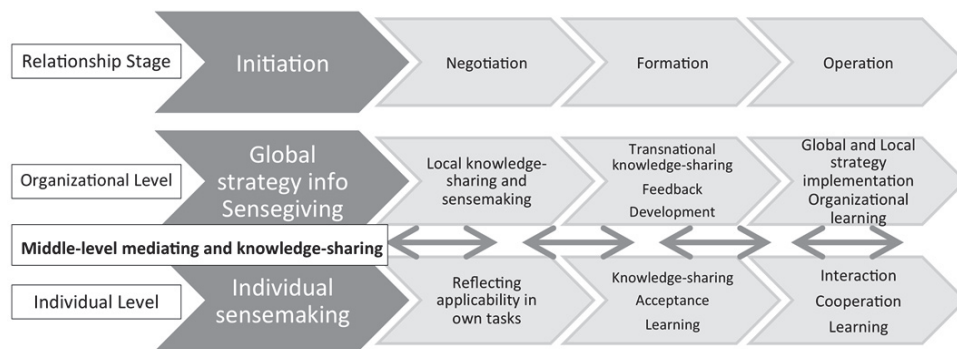 Relationship Stage
Initiation
Negotiation
Formation
Operation
Organizational Level
Global
strategy info
Sensegiving
Local knowledge-
sharing and
sensemaking
Transnational
knowledge-sharing
Feedback
Development
Global and Local
strategy
implementation
Organizational
learning
Middle-level mediating and knowledge-sharing
Individual Level
Individual
sensemaking
Reflecting
applicability in
own tasks
Knowledge-sharing
Acceptance
Learning
Interaction
Cooperation
Learning